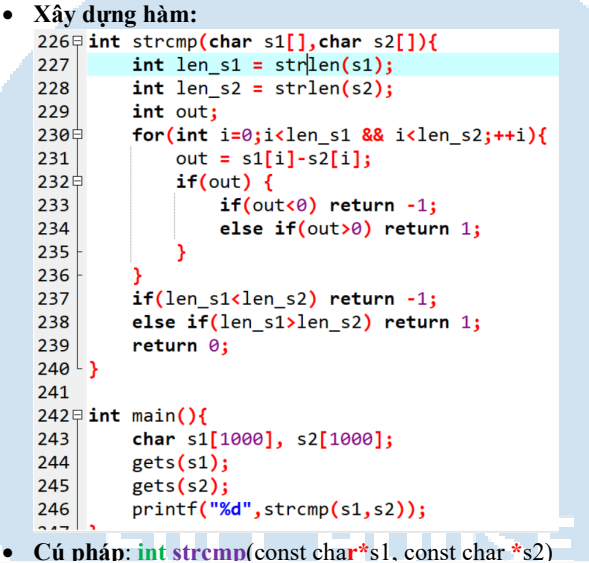 • Xây dựng hàm:
226 int strcmp(char s1[],char s2[]){
227 int len_s1 = strlen(s1);
228 int len_s2 = strlen(s2);
229 int out;
230 for(int i=0;i<len_s1 && i<len_s2;++i){
231 out = s1[i]-s2[i];
232 if(out) {
233 if(out<0) return -1;
234 else if(out>0) return 1;
235 }
236 }
237 if(len_s1<len_s2) return -1;
238 else if(len_s1>len_s2) return 1;
239 return 0;
240 }
241
242 int main(){
243 char s1[1000], s2[1000];
244 gets(s1);
245 gets(s2);
246 printf("%d",strcmp(s1,s2));
• Cú pháp: int strcmp(const char*s1, const char *s2)